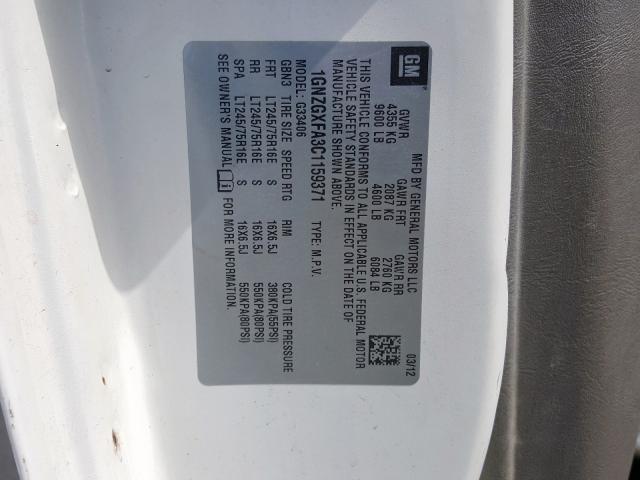 GM
MFD BY GENERAL MOTORS LLC
03/12
GVWR GAWR FRT GAWR RR
4355 KG 2087 KG 2760 KG
9600 LB 4600 LB 6084 LB
THIS VEHICLE CONFORMS TO ALL APPLICABLE U.S. FEDERAL MOTOR
VEHICLE SAFETY STANDARDS IN EFFECT ON THE DATE OF
MANUFACTURE SHOWN ABOVE.
1GNZGXFA3C1159371 TYPE: M.P.V.
MODEL: G33406
GBN3 TIRE SIZE SPEED RTG RIM COLD TIRE PRESSURE
FRT LT245/75R16E S 16X6.5J 380KPA(55PSI)
RR LT245/75R16E S 16X6.5J 550KPA(80PSI)
SPA LT245/75R16E S 16X6.5J 550KPA(80PSI)
SEE OWNER'S MANUAL FOR MORE INFORMATION.